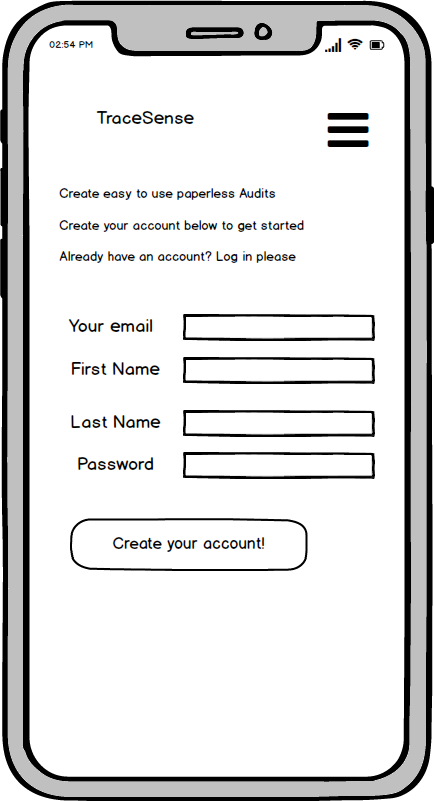 02:54 PM
TraceSense
Create easy to use paperless Audits
Create your account below to get started
Already have an account? Log in please
Your email
First Name
Last Name
Password
Create your account!